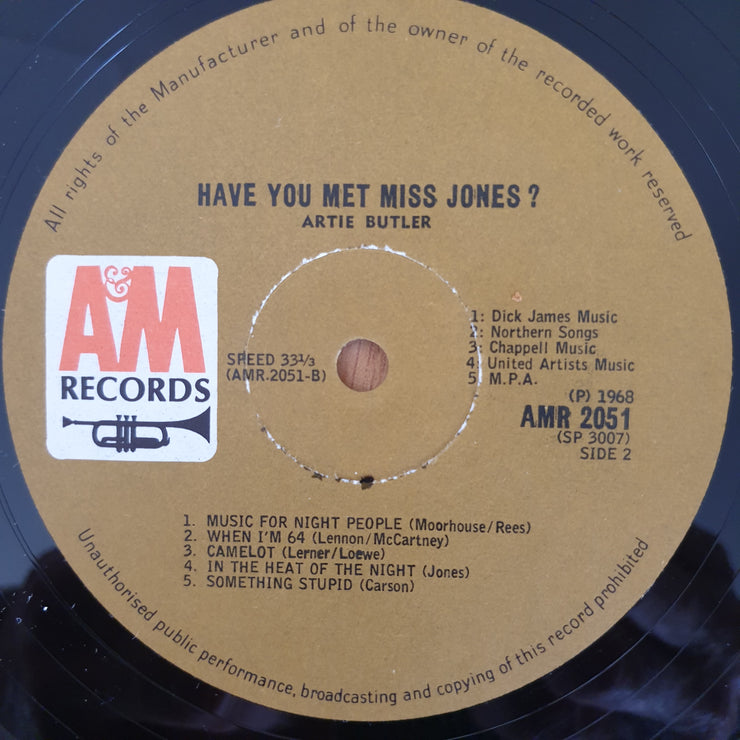 All rights of the Manufacturer and of the owner of the recorded work reserved
HAVE YOU MET MISS JONES ?
ARTIE BUTLER
A&M
RECORDS
SPEED 33⅓
(AMR.2051-B)
1: Dick James Music
2: Northern Songs
3: Chappell Music
4: United Artists Music
5: M.P.A.
(P) 1968
AMR 2051
(SP 3007)
SIDE 2
1. MUSIC FOR NIGHT PEOPLE (Moorhouse/Rees)
2. WHEN I'M 64 (Lennon/McCartney)
3. CAMELOT (Lerner/Loewe)
4. IN THE HEAT OF THE NIGHT (Jones)
5. SOMETHING STUPID (Carson)
Unauthorised public performance, broadcasting and copying of this record prohibited